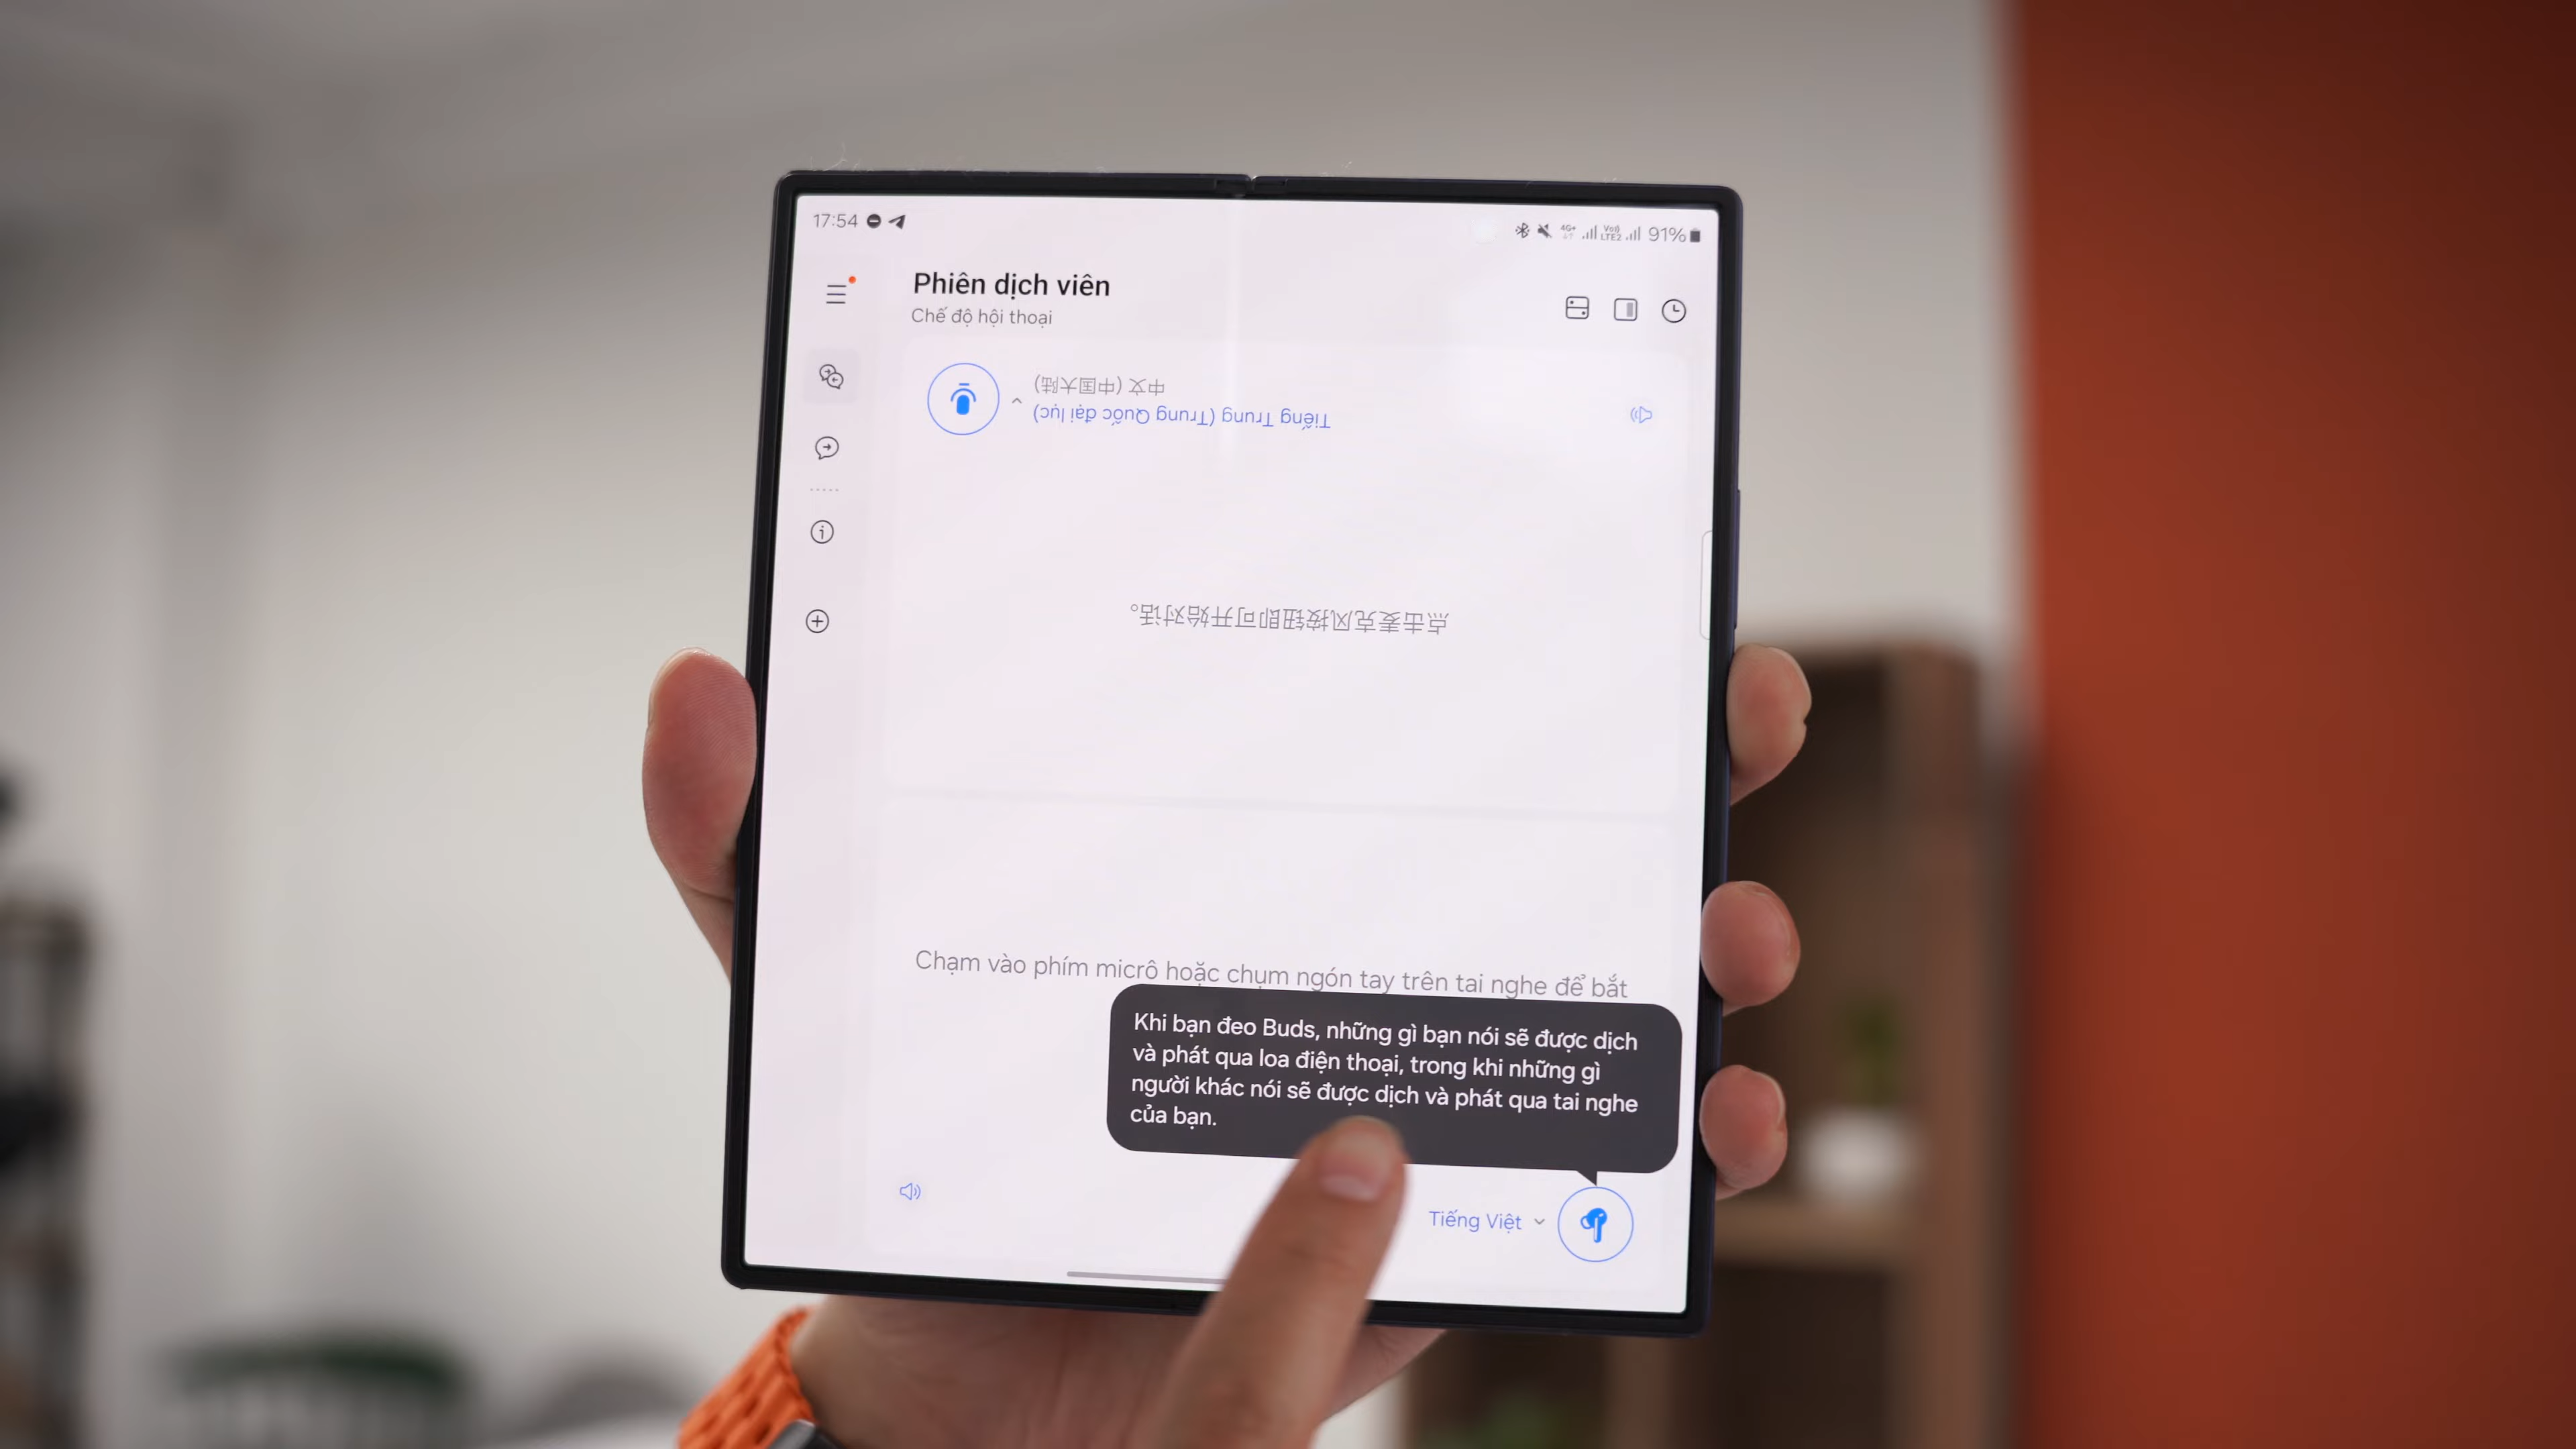 17:54
4G+
Vo))
LTE2
91%
Phiên dịch viên
Chế độ hội thoại
中文 (中国大陆)
Tiếng Trung (Trung Quốc đại lục)
点击麦克风按钮即可开始对话。
Chạm vào phím micrô hoặc chụm ngón tay trên tai nghe để bắt
Khi bạn đeo Buds, những gì bạn nói sẽ được dịch
và phát qua loa điện thoại, trong khi những gì
người khác nói sẽ được dịch và phát qua tai nghe
của bạn.
Tiếng Việt